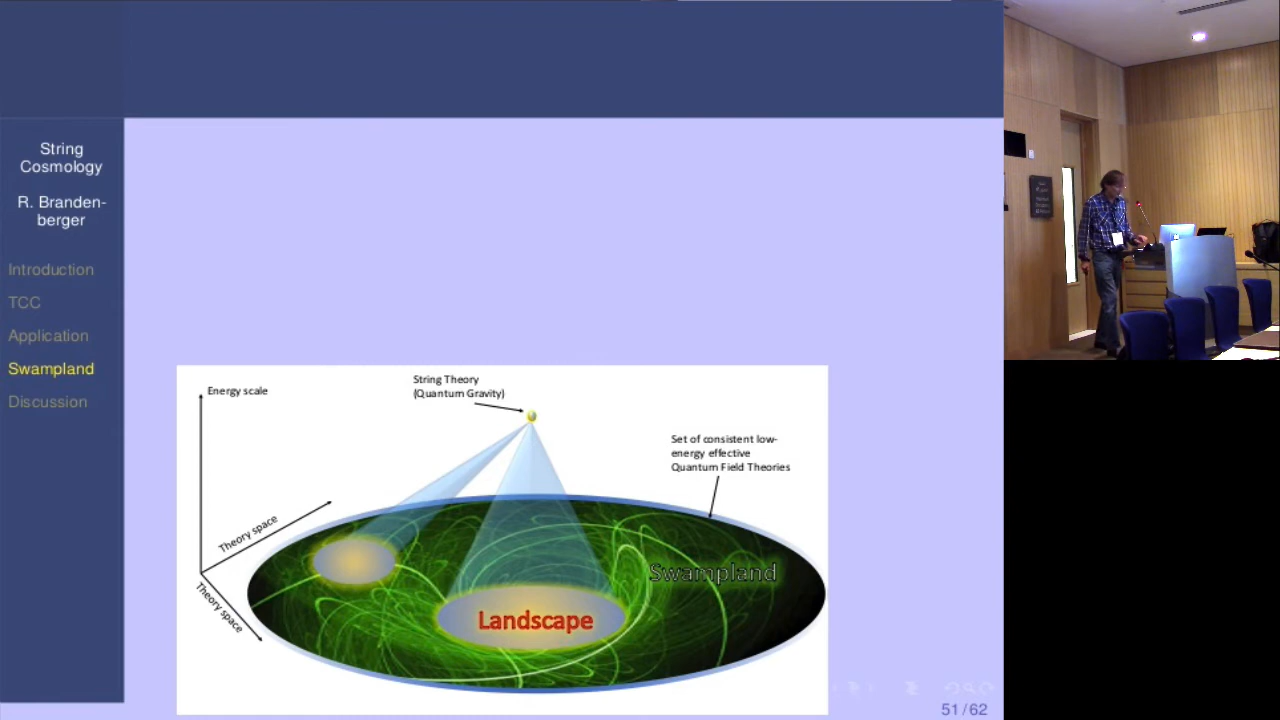 String
Cosmology
R. Branden-
berger
Introduction
TCC
Application
Swampland
Discussion
Energy scale
String Theory
(Quantum Gravity)
Set of consistent low-
energy effective
Quantum Field Theories
Theory space
Theory space
Swampland
Landscape
51/62